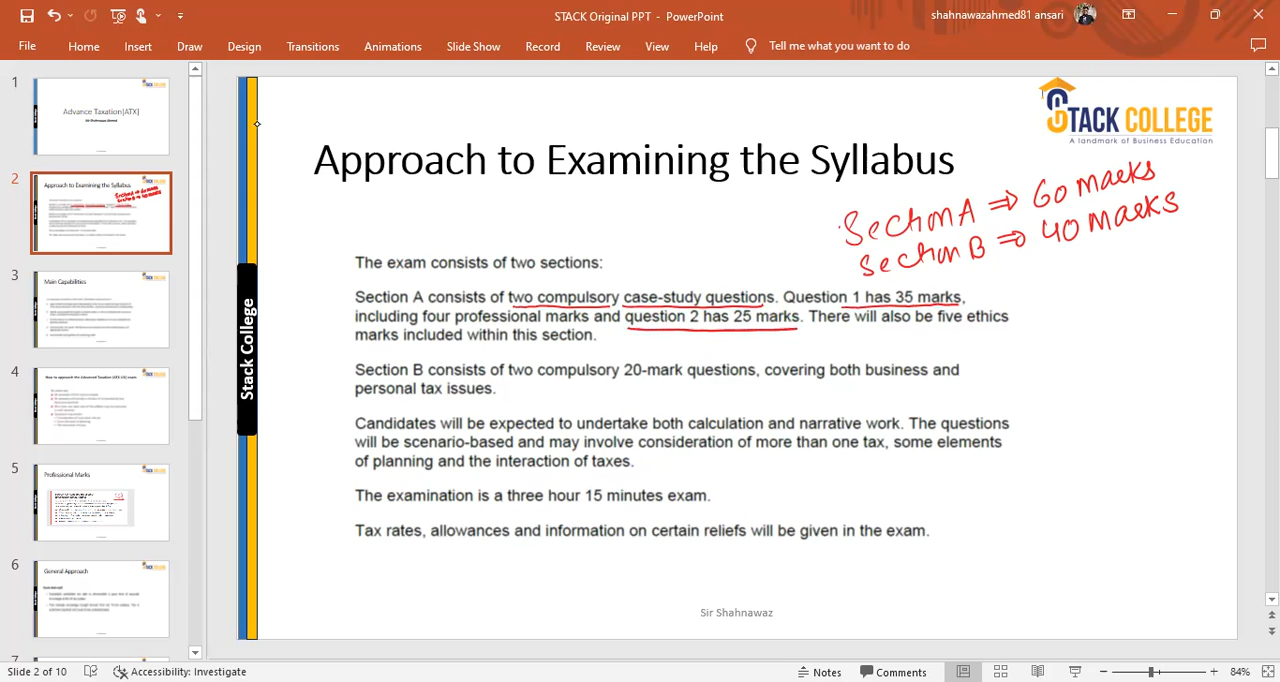 STACK Original PPT - PowerPoint
shahnawazahmed81 ansari
File Home Insert Draw Design Transitions Animations Slide Show Record Review View Help Tell me what you want to do
1
Advance Taxation(ATX)
2
Approach to Examining the Syllabus
3
Main Capabilities
4
5
Professional Marks
6
General Approach
7
STACK COLLEGE
A landmark of Business Education
Approach to Examining the Syllabus
Section A ⇒ 60 marks
Section B ⇒ 40 marks
The exam consists of two sections:
Section A consists of two compulsory case-study questions. Question 1 has 35 marks,
including four professional marks and question 2 has 25 marks. There will also be five ethics
marks included within this section.
Section B consists of two compulsory 20-mark questions, covering both business and
personal tax issues.
Candidates will be expected to undertake both calculation and narrative work. The questions
will be scenario-based and may involve consideration of more than one tax, some elements
of planning and the interaction of taxes.
The examination is a three hour 15 minutes exam.
Tax rates, allowances and information on certain reliefs will be given in the exam.
Stack College
Sir Shahnawaz
Slide 2 of 10
Accessibility: Investigate
Notes
Comments
84%